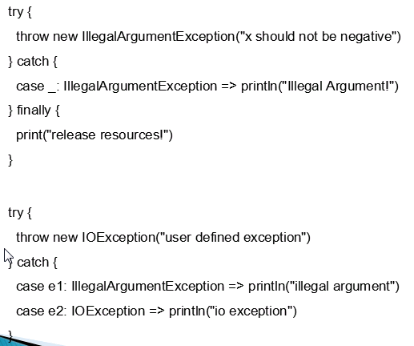 try {
throw new IllegalArgumentException("x should not be negative")
} catch {
case _: IllegalArgumentException => println("Illegal Argument!")
} finally {
print("release resources!")
}
try {
throw new IOException("user defined exception")
} catch {
case e1: IllegalArgumentException => println("illegal argument")
case e2: IOException => println("io exception")
}